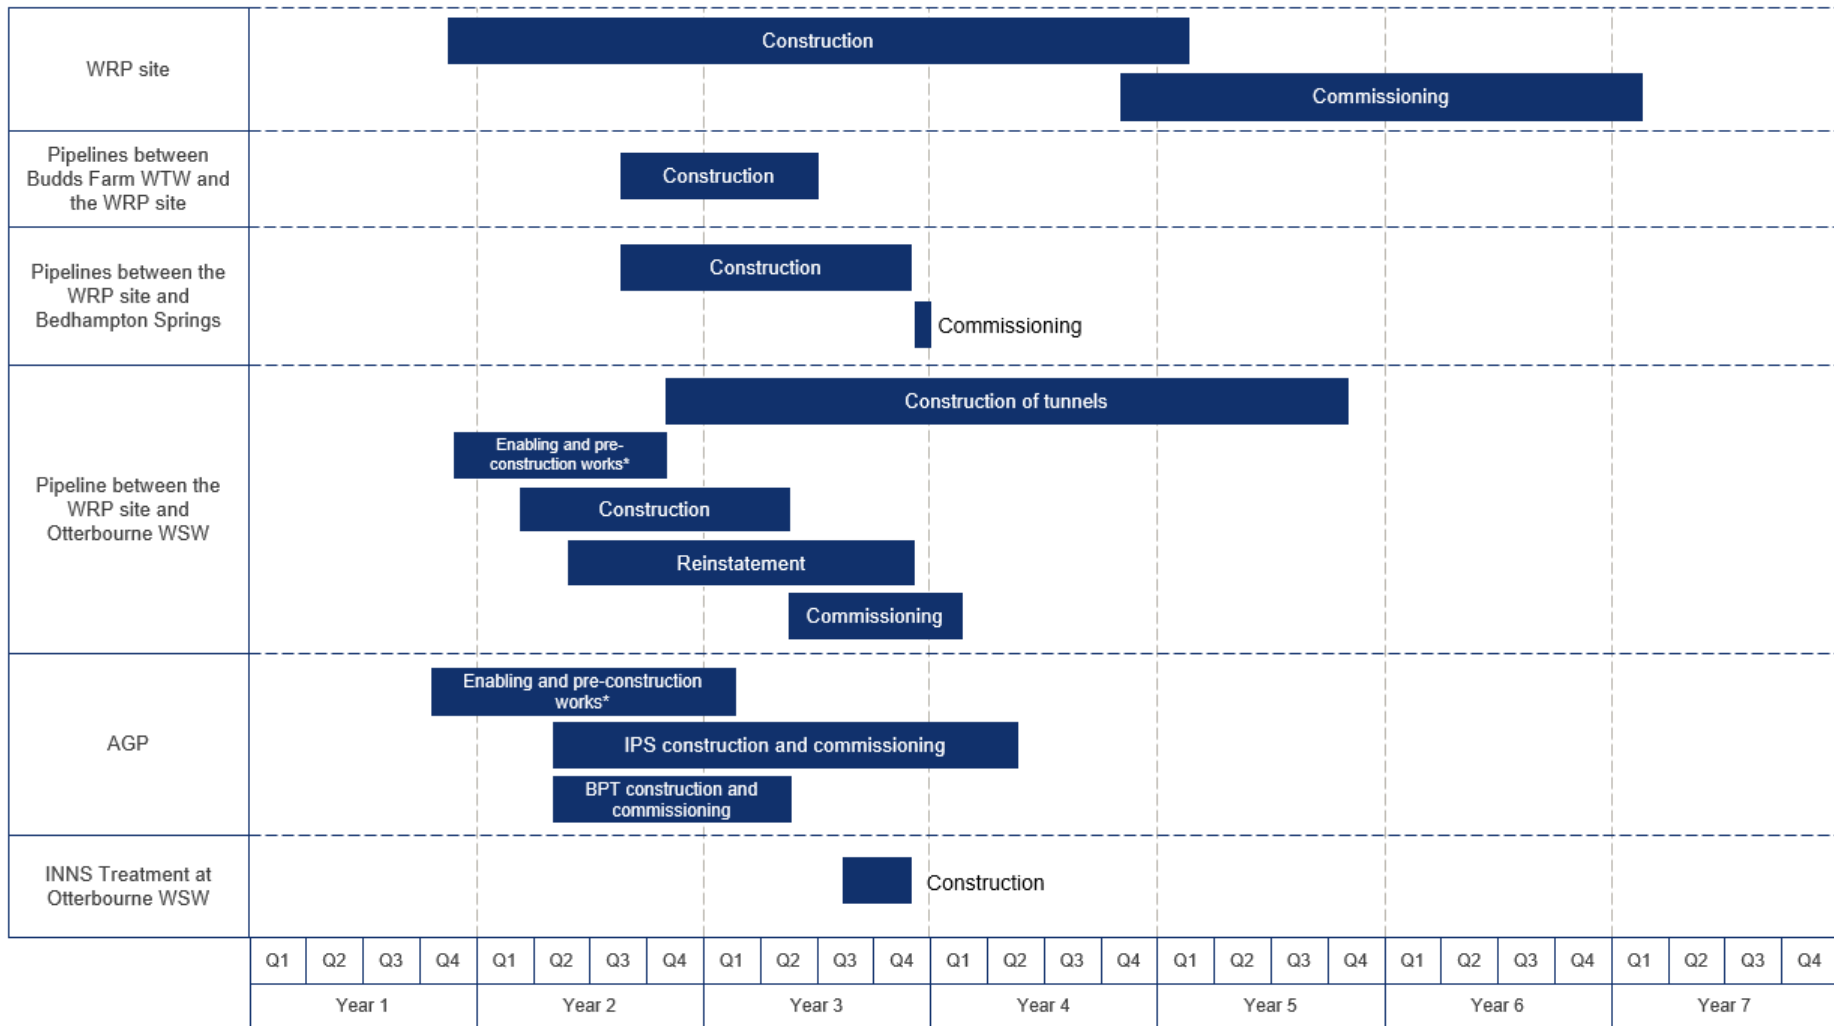 WRP site
Construction
Commissioning
Pipelines between
Budds Farm WTW and
the WRP site
Construction
Pipelines between the
WRP site and
Bedhampton Springs
Construction
Commissioning
Pipeline between the
WRP site and
Otterbourne WSW
Construction of tunnels
Enabling and pre-
construction works*
Construction
Reinstatement
Commissioning
AGP
Enabling and pre-construction
works*
IPS construction and commissioning
BPT construction and
commissioning
INNS Treatment at
Otterbourne WSW
Construction
Q1 Q2 Q3 Q4 Q1 Q2 Q3 Q4 Q1 Q2 Q3 Q4 Q1 Q2 Q3 Q4 Q1 Q2 Q3 Q4 Q1 Q2 Q3 Q4 Q1 Q2 Q3 Q4
Year 1 Year 2 Year 3 Year 4 Year 5 Year 6 Year 7